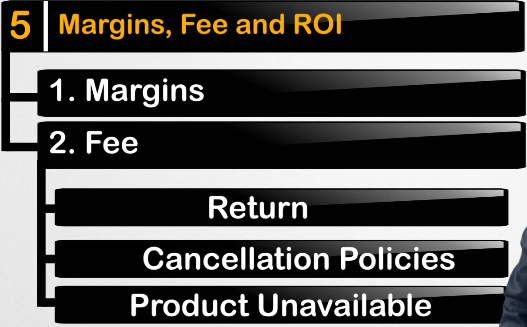 5 Margins, Fee and ROI
1. Margins
2. Fee
Return
Cancellation Policies
Product Unavailable